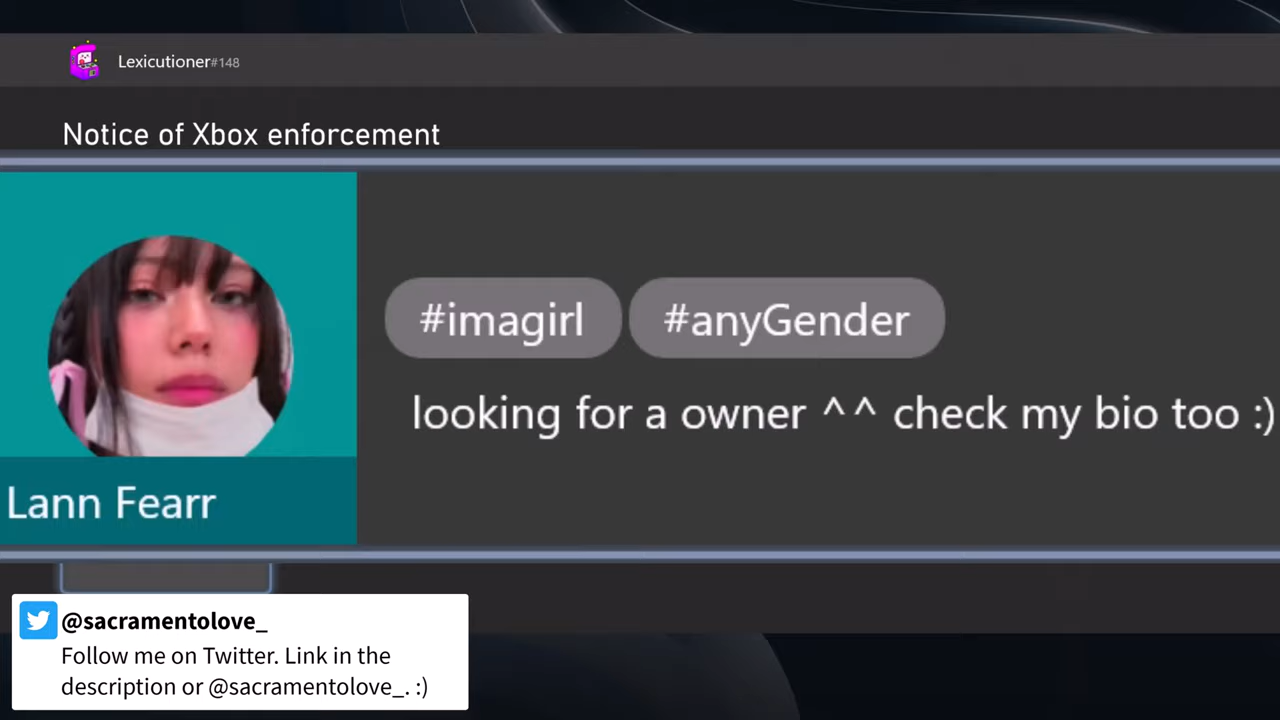 Lexicutioner#148
Notice of Xbox enforcement
#imagirl #anyGender
looking for a owner ^^ check my bio too :)
Lann Fearr
@sacramentolove_
Follow me on Twitter. Link in the
description or @sacramentolove_. :)